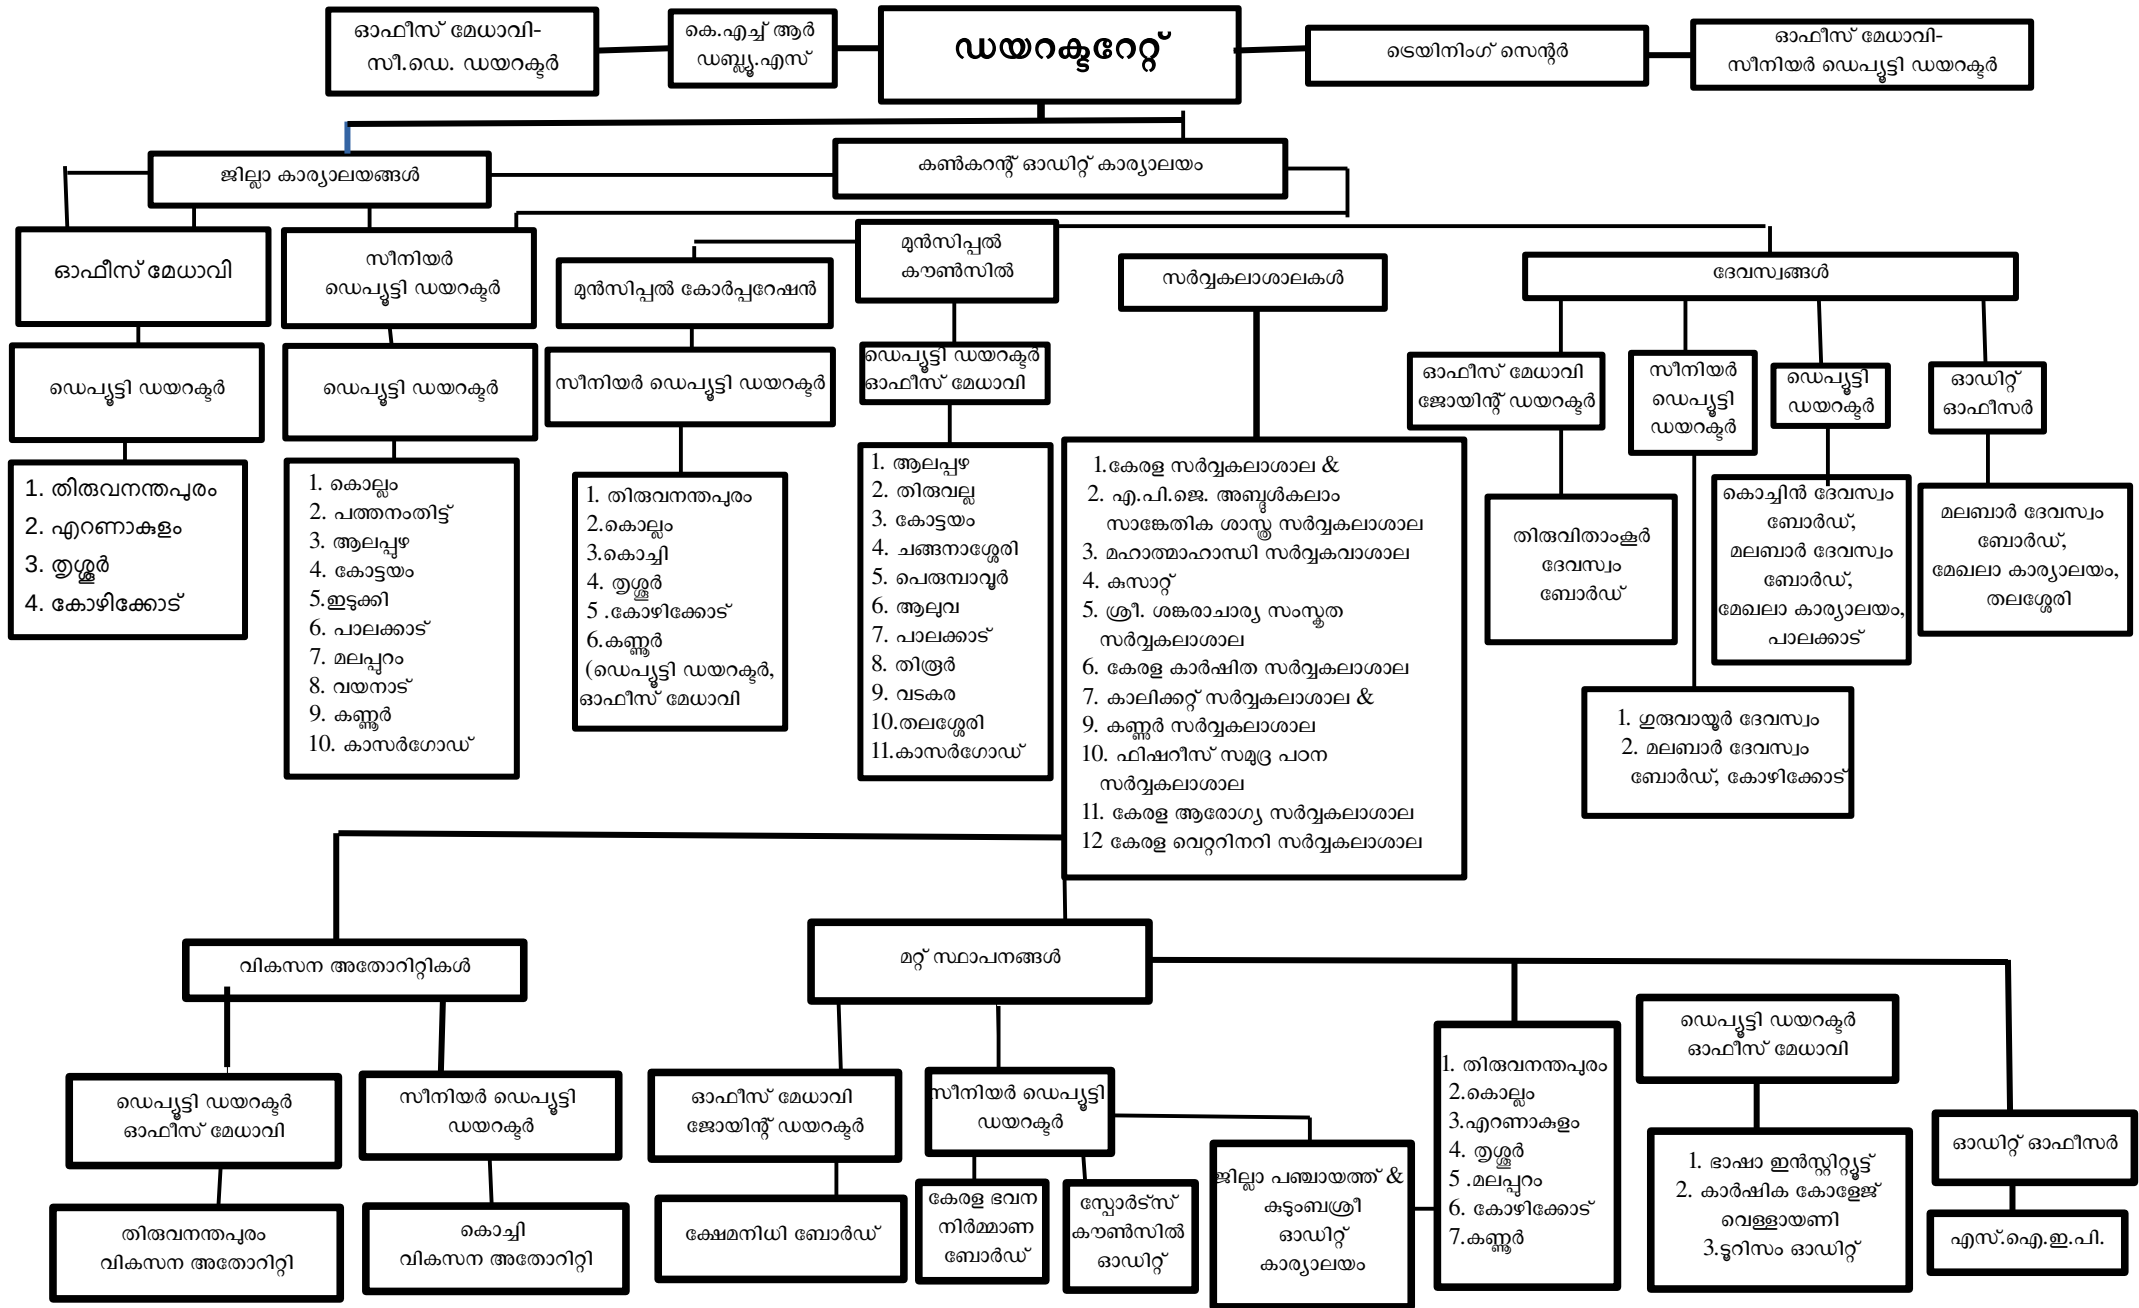 ഓഫീസ് മേധാവി-
സീ.ഡെ. ഡയറക്ടർ
കെ.എച്ച് ആർ
ഡബ്ല്യൂ.എസ്
ഡയറക്ടറേറ്റ്
ട്രെയിനിംഗ് സെന്റർ
ഓഫീസ് മേധാവി-
സീനിയർ ഡെപ്യൂട്ടി ഡയറക്ടർ
ജില്ലാ കാര്യാലയങ്ങൾ
കൺകറന്റ് ഓഡിറ്റ് കാര്യാലയം
ഓഫീസ് മേധാവി
ഡെപ്യൂട്ടി ഡയറക്ടർ
1. തിരുവനന്തപുരം
2. എറണാകുളം
3. തൃശ്ശൂർ
4. കോഴിക്കോട്
സീനിയർ
ഡെപ്യൂട്ടി ഡയറക്ടർ
ഡെപ്യൂട്ടി ഡയറക്ടർ
1. കൊല്ലം
2. പത്തനംതിട്ട്
3. ആലപ്പുഴ
4. കോട്ടയം
5.ഇടുക്കി
6. പാലക്കാട്
7. മലപ്പുറം
8. വയനാട്
9. കണ്ണൂർ
10. കാസർഗോഡ്
മുൻസിപ്പൽ കോർപ്പറേഷൻ
സീനിയർ ഡെപ്യൂട്ടി ഡയറക്ടർ
1. തിരുവനന്തപുരം
2.കൊല്ലം
3.കൊച്ചി
4. തൃശ്ശൂർ
5 .കോഴിക്കോട്
6.കണ്ണൂർ
(ഡെപ്യൂട്ടി ഡയറക്ടർ,
ഓഫീസ് മേധാവി
മുൻസിപ്പൽ
കൗൺസിൽ
ഡെപ്യൂട്ടി ഡയറക്ടർ
ഓഫീസ് മേധാവി
1. ആലപ്പഴ
2. തിരുവല്ല
3. കോട്ടയം
4. ചങ്ങനാശ്ശേരി
5. പെരുമ്പാവൂർ
6. ആലുവ
7. പാലക്കാട്
8. തിരൂർ
9. വടകര
10.തലശ്ശേരി
11.കാസർഗോഡ്
സർവ്വകലാശാലകൾ
1.കേരള സർവ്വകലാശാല &
2. എ.പി.ജെ. അബ്ദുൾകലാം
സാങ്കേതിക ശാസ്ത്ര സർവ്വകലാശാല
3. മഹാത്മാഹാന്ധി സർവ്വകവാശാല
4. കുസാറ്റ്
5. ശ്രീ. ശങ്കരാചാര്യ സംസ്കൃത
സർവ്വകലാശാല
6. കേരള കാർഷിത സർവ്വകലാശാല
7. കാലിക്കറ്റ് സർവ്വകലാശാല &
9. കണ്ണുർ സർവ്വകലാശാല
10. ഫിഷറീസ് സമുദ്ര പഠന
സർവ്വകലാശാല
11. കേരള ആരോഗ്യ സർവ്വകലാശാല
12 കേരള വെറ്ററിനറി സർവ്വകലാശാല
ദേവസ്വങ്ങൾ
ഓഫീസ് മേധാവി
ജോയിന്റ് ഡയറക്ടർ
തിരുവിതാംകൂർ
ദേവസ്വം
ബോർഡ്
സീനിയർ
ഡെപ്യൂട്ടി
ഡയറക്ടർ
1. ഗുരുവായൂർ ദേവസ്വം
2. മലബാർ ദേവസ്വം
ബോർഡ്, കോഴിക്കോട്
ഡെപ്യൂട്ടി
ഡയറക്ടർ
കൊച്ചിൻ ദേവസ്വം
ബോർഡ്,
മലബാർ ദേവസ്വം
ബോർഡ്,
മേഖലാ കാര്യാലയം,
പാലക്കാട്
ഓഡിറ്റ്
ഓഫീസർ
മലബാർ ദേവസ്വം
ബോർഡ്,
മേഖലാ കാര്യാലയം,
തലശ്ശേരി
വികസന അതോറിറ്റികൾ
ഡെപ്യൂട്ടി ഡയറക്ടർ
ഓഫീസ് മേധാവി
തിരുവനന്തപുരം
വികസന അതോറിറ്റി
സീനിയർ ഡെപ്യൂട്ടി
ഡയറക്ടർ
കൊച്ചി
വികസന അതോറിറ്റി
മറ്റ് സ്ഥാപനങ്ങൾ
ഓഫീസ് മേധാവി
ജോയിന്റ് ഡയറക്ടർ
ക്ഷേമനിധി ബോർഡ്
സീനിയർ ഡെപ്യൂട്ടി
ഡയറക്ടർ
കേരള ഭവന
നിർമ്മാണ
ബോർഡ്
സ്പോർട്സ്
കൗൺസിൽ
ഓഡിറ്റ്
ജില്ലാ പഞ്ചായത്ത് &
കുടുംബശ്രീ
ഓഡിറ്റ്
കാര്യാലയം
1. തിരുവനന്തപുരം
2.കൊല്ലം
3.എറണാകുളം
4. തൃശ്ശൂർ
5 .മലപ്പുറം
6. കോഴിക്കോട്
7.കണ്ണൂർ
ഡെപ്യൂട്ടി ഡയറക്ടർ
ഓഫീസ് മേധാവി
1. ഭാഷാ ഇൻസ്റ്റിറ്റ്യൂട്ട്
2. കാർഷിക കോളേജ്
വെള്ളായണി
3.ടൂറിസം ഓഡിറ്റ്
ഓഡിറ്റ് ഓഫീസർ
എസ്.ഐ.ഇ.പി.